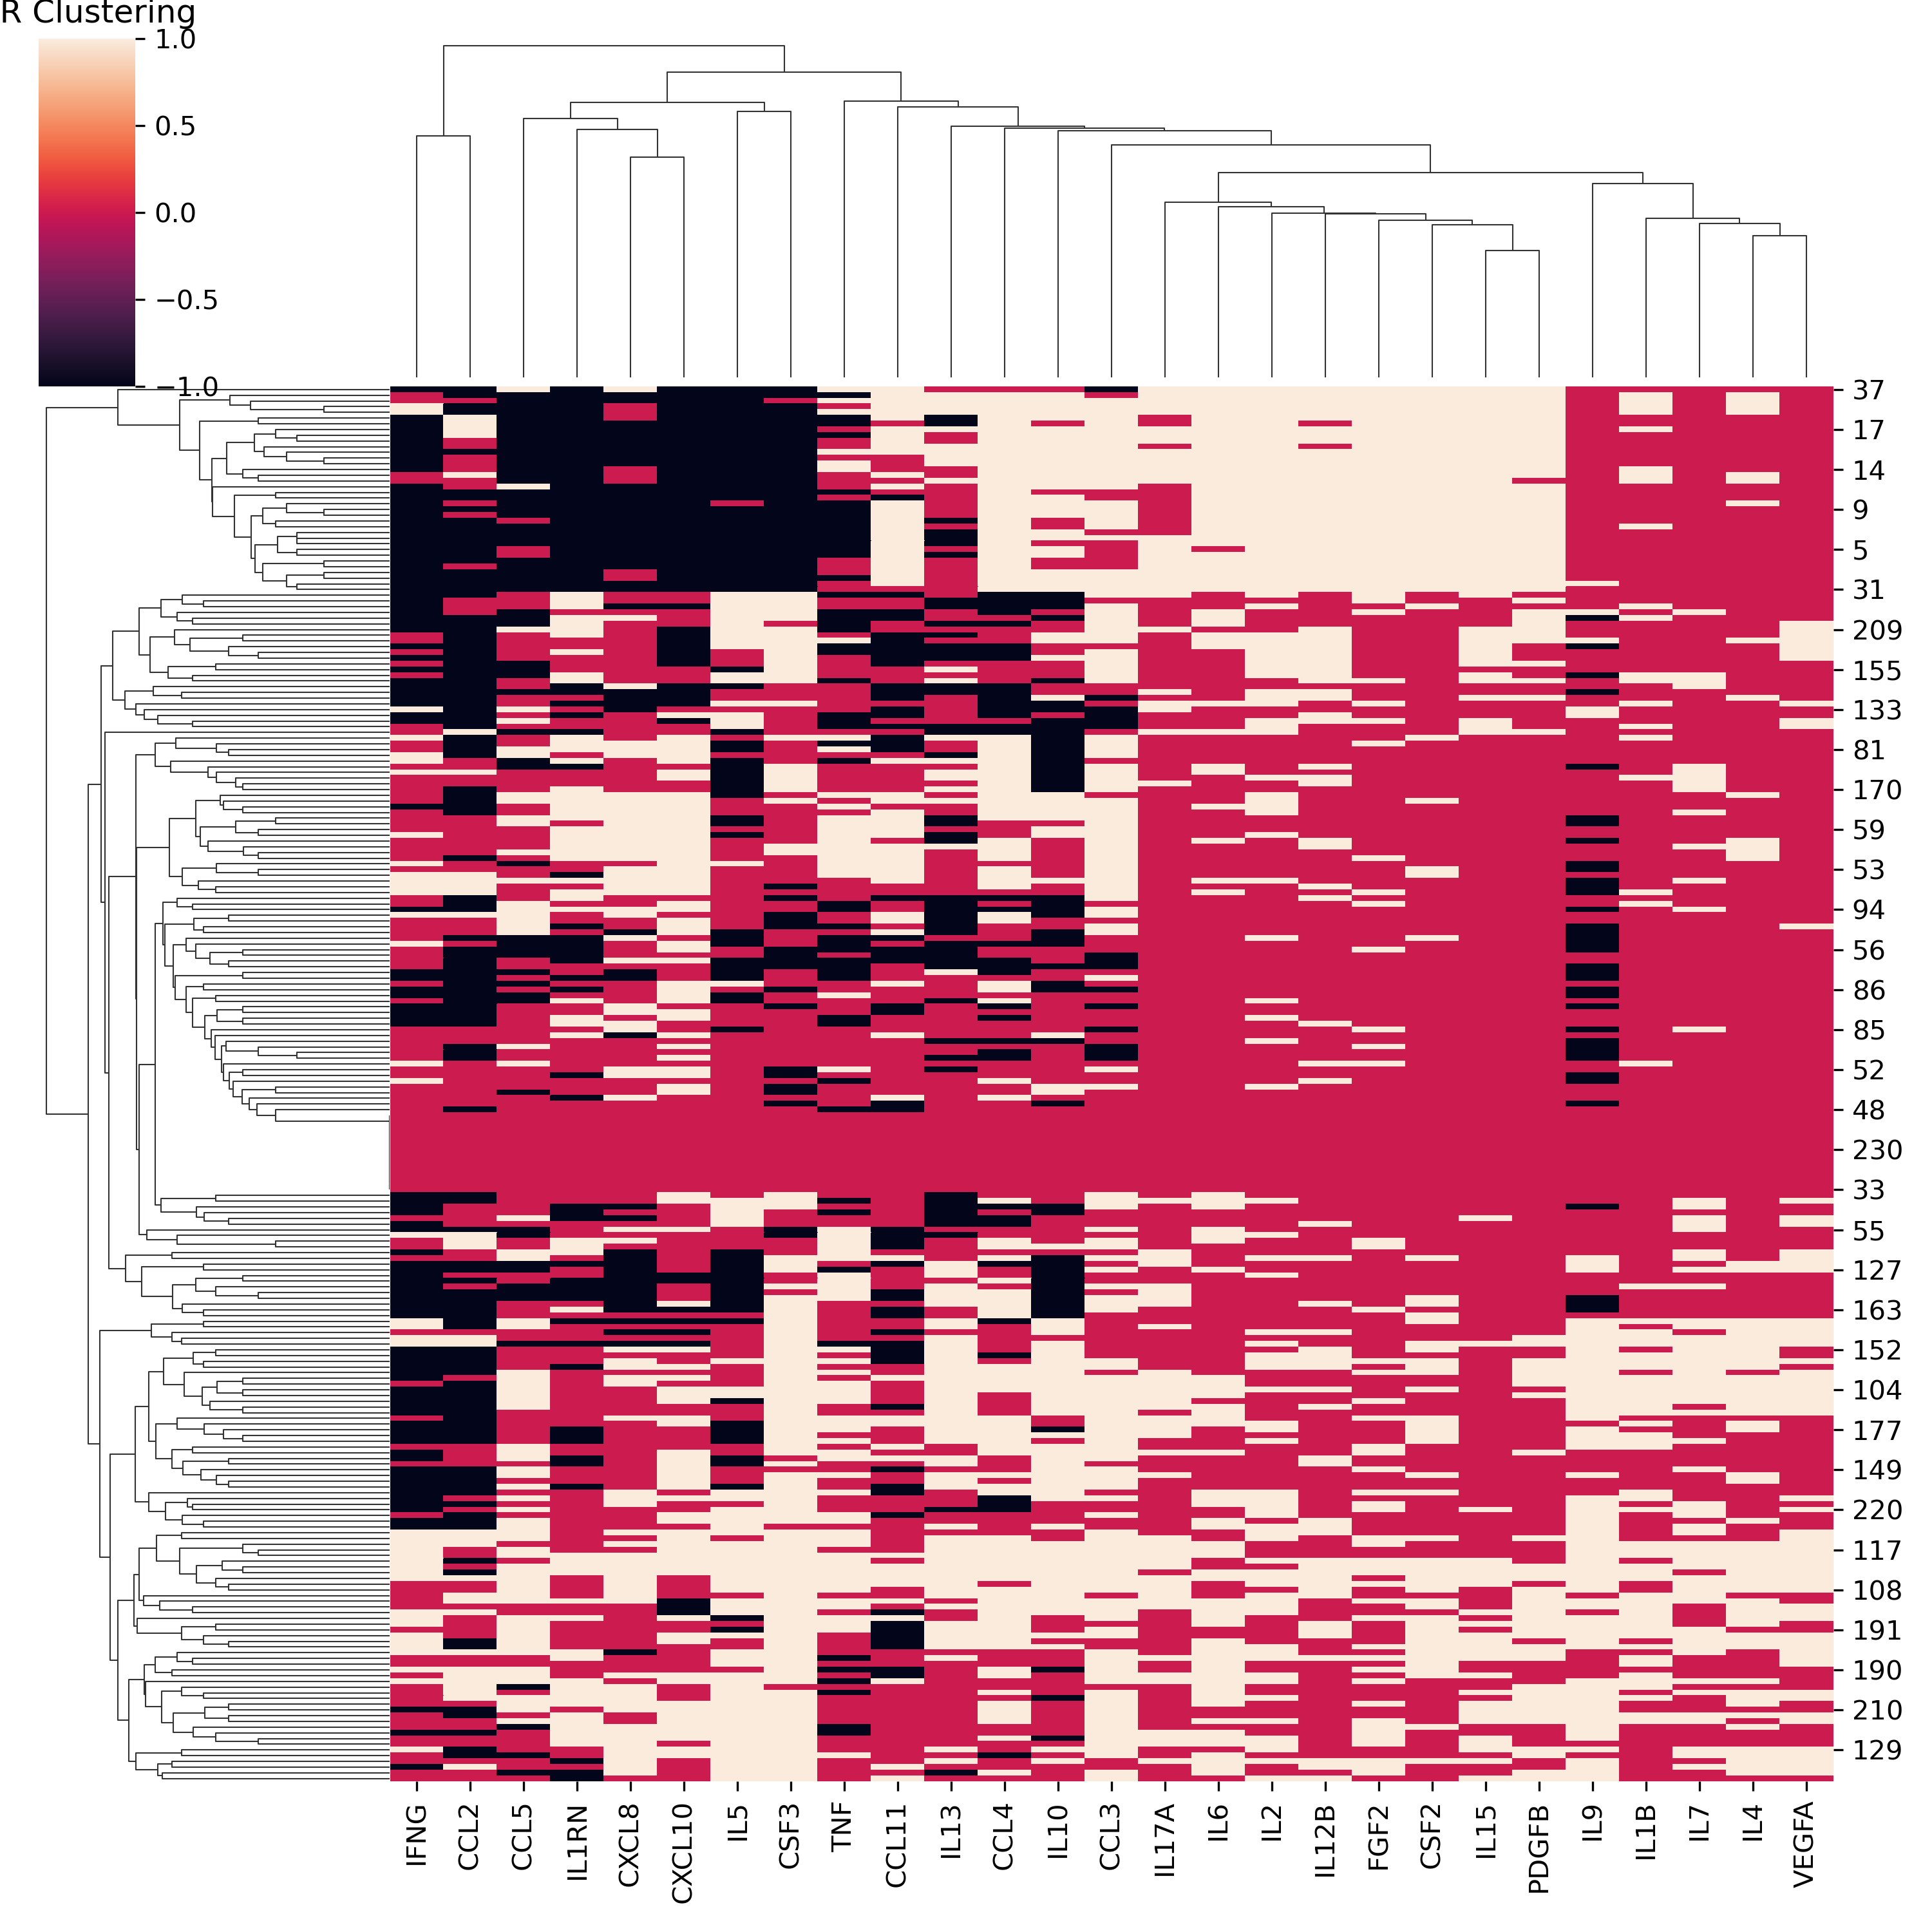 R Clustering
1.0
0.5
0.0
−0.5
−1.0
37
17
14
9
5
31
209
155
133
81
170
59
53
94
56
86
85
52
48
230
33
55
127
163
152
104
177
149
220
117
108
191
190
210
129
IFNG
CCL2
CCL5
IL1RN
CXCL8
CXCL10
IL5
CSF3
TNF
CCL11
IL13
CCL4
IL10
CCL3
IL17A
IL6
IL2
IL12B
FGF2
CSF2
IL15
PDGFB
IL9
IL1B
IL7
IL4
VEGFA